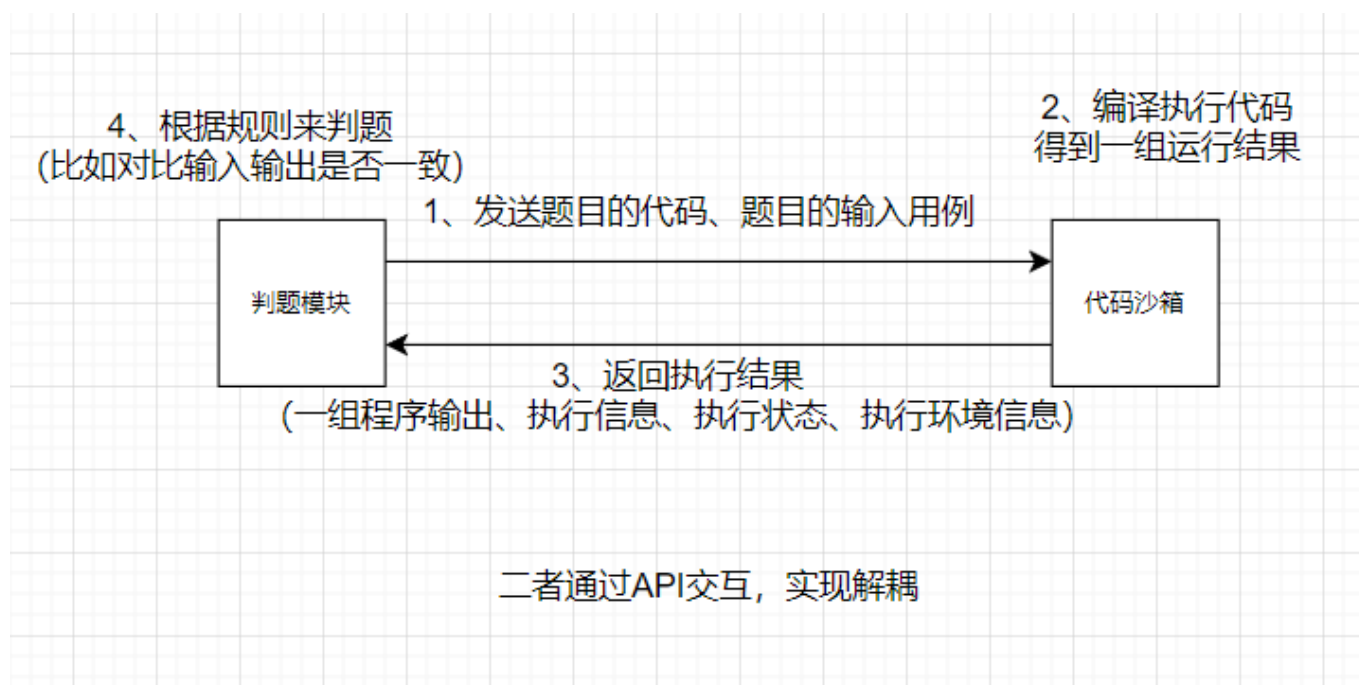 4、根据规则来判题
(比如对比输入输出是否一致)
2、编译执行代码
得到一组运行结果
1、发送题目的代码、题目的输入用例
判题模块
代码沙箱
3、返回执行结果
(一组程序输出、执行信息、执行状态、执行环境信息)
二者通过API交互，实现解耦